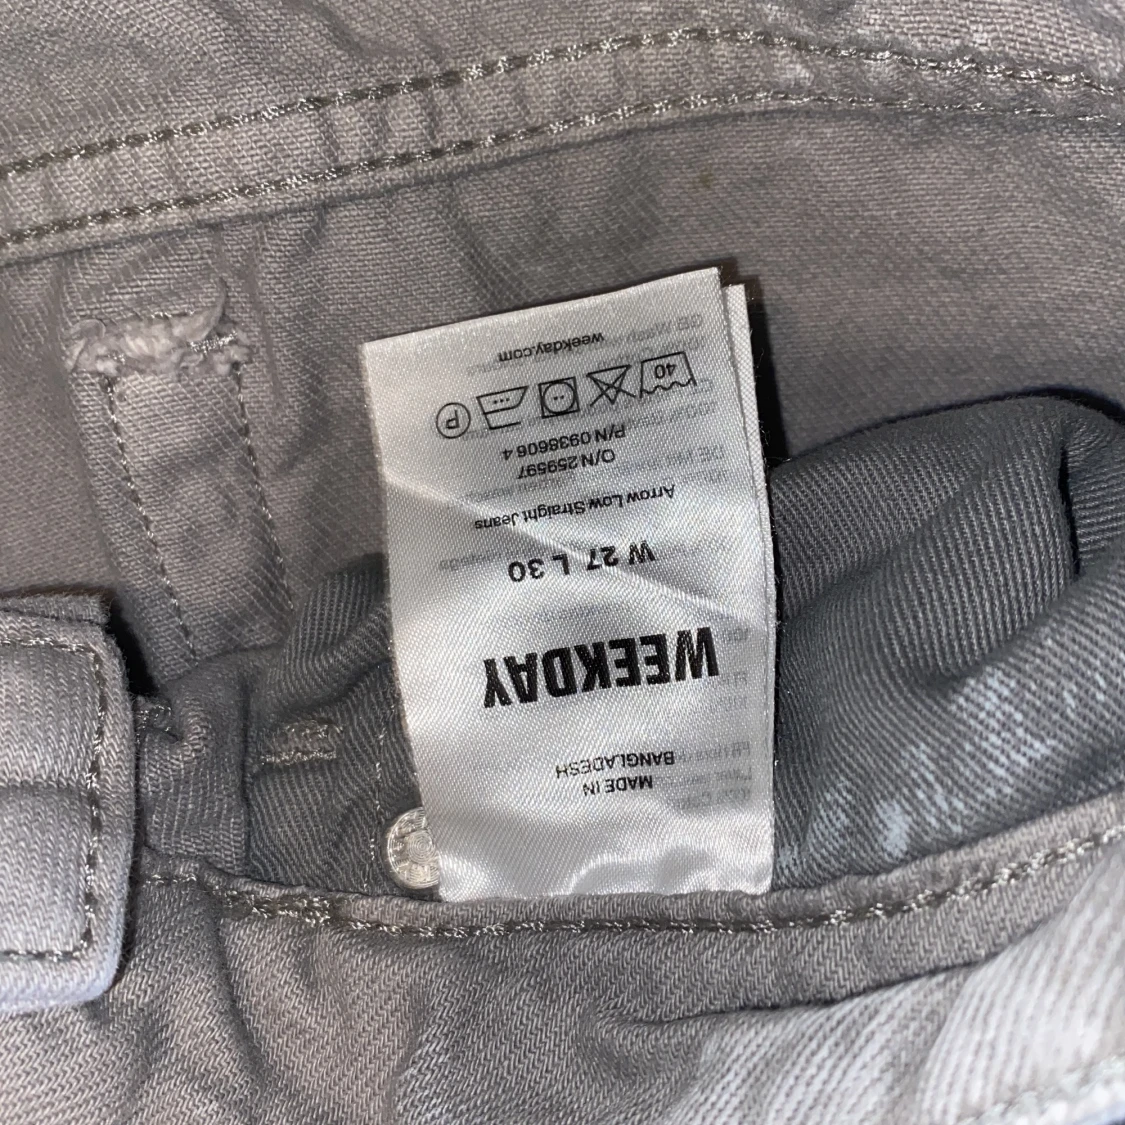 MADE IN
BANGLADESH
WEEKDAY
W 27 L 30
Arrow Low Straight Jeans
O/N 259597
P/N 0938606 4
40 P
weekday.com